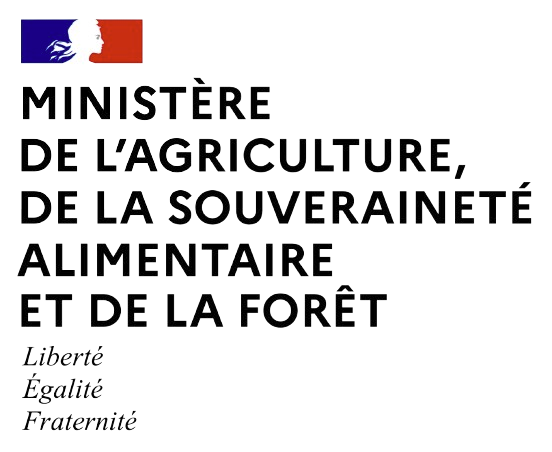 MINISTÈRE
DE L’AGRICULTURE,
DE LA SOUVERAINETÉ
ALIMENTAIRE
ET DE LA FORÊT
Liberté
Égalité
Fraternité